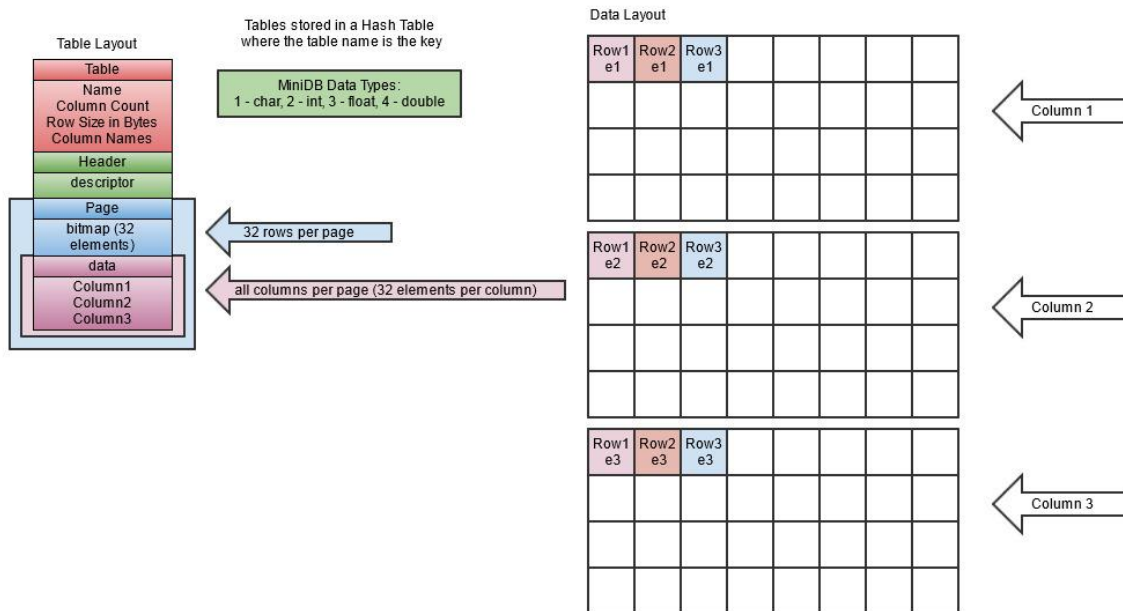 Table Layout
Table
Name
Column Count
Row Size in Bytes
Column Names
Header
descriptor
Page
bitmap (32
elements)
data
Column1
Column2
Column3
Tables stored in a Hash Table
where the table name is the key
MiniDB Data Types:
1 - char, 2 - int, 3 - float, 4 - double
32 rows per page
all columns per page (32 elements per column)
Data Layout
Row1 Row2 Row3
e1 e1 e1
Column 1
Row1 Row2 Row3
e2 e2 e2
Column 2
Row1 Row2 Row3
e3 e3 e3
Column 3